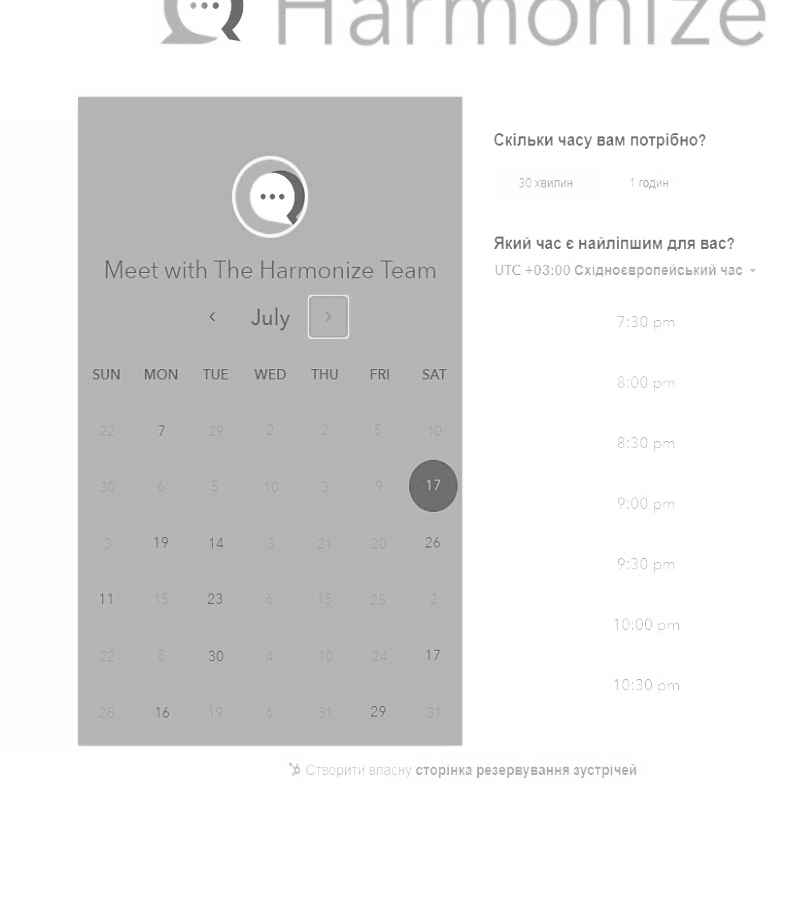 Harmonize
Meet with The Harmonize Team
July
SUN MON TUE WED THU FRI SAT
22 7 29 2 2 5 10
30 6 5 10 3 9 17
3 19 14 3 21 20 26
11 15 23 6 15 25 2
22 8 30 4 10 24 17
28 16 19 6 31 29 31
Скільки часу вам потрібно?
30 хвилин 1 годин
Який час є найліпшим для вас?
UTC +03:00 Східноєвропейський час
7:30 pm
8:00 pm
8:30 pm
9:00 pm
9:30 pm
10:00 pm
10:30 pm
Створити власну сторінка резервування зустрічей